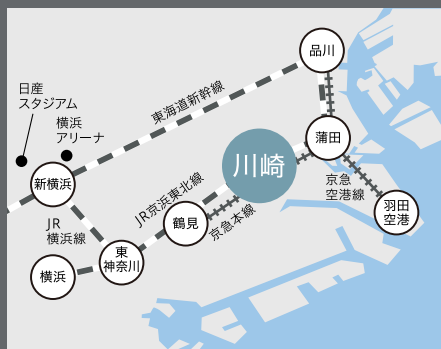 品川
東海道新幹線
日産
スタジアム
横浜
アリーナ
蒲田
川崎
新横浜
JR京浜東北線
京急
空港線
羽田
空港
鶴見
京急本線
JR
横浜線
東
神奈川
横浜